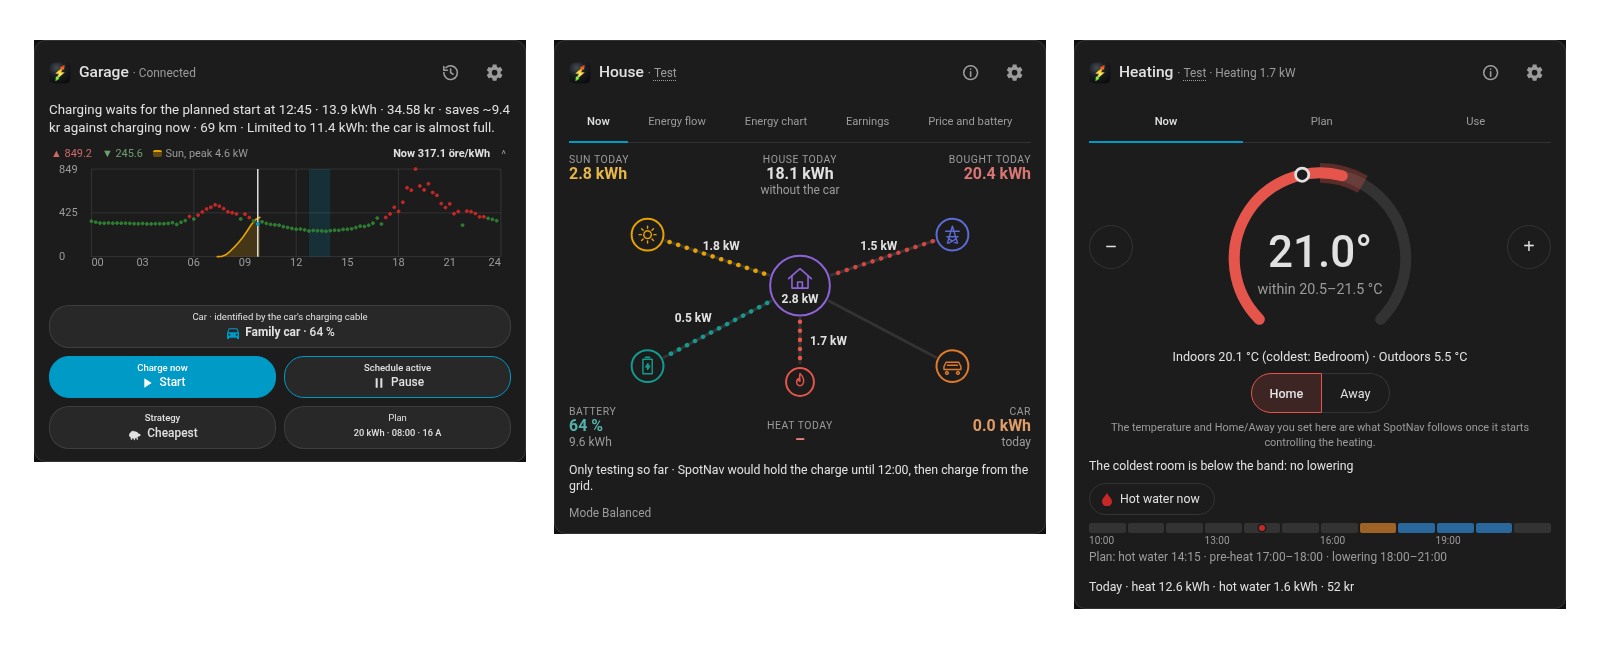 Garage · Connected
Charging waits for the planned start at 12:45 · 13.9 kWh · 34.58 kr · saves ~9.4
kr against charging now · 69 km · Limited to 11.4 kWh: the car is almost full.
▲ 849.2 ▼ 245.6 Sun, peak 4.6 kW Now 317.1 öre/kWh ^
849
425
0
00 03 06 09 12 15 18 21 24
Car · identified by the car's charging cable
Family car · 64 %
Charge now
Start
Schedule active
Pause
Strategy
Cheapest
Plan
20 kWh · 08:00 · 16 A
House · Test
Now Energy flow Energy chart Earnings Price and battery
SUN TODAY
2.8 kWh
HOUSE TODAY
18.1 kWh
without the car
BOUGHT TODAY
20.4 kWh
1.8 kW
1.5 kW
2.8 kW
0.5 kW
1.7 kW
BATTERY
64 %
9.6 kWh
HEAT TODAY
–
CAR
0.0 kWh
today
Only testing so far · SpotNav would hold the charge until 12:00, then charge from the
grid.
Mode Balanced
Heating · Test · Heating 1.7 kW
Now Plan Use
− +
21.0°
within 20.5–21.5 °C
Indoors 20.1 °C (coldest: Bedroom) · Outdoors 5.5 °C
Home Away
The temperature and Home/Away you set here are what SpotNav follows once it starts
controlling the heating.
The coldest room is below the band: no lowering
Hot water now
10:00 13:00 16:00 19:00
Plan: hot water 14:15 · pre-heat 17:00–18:00 · lowering 18:00–21:00
Today · heat 12.6 kWh · hot water 1.6 kWh · 52 kr